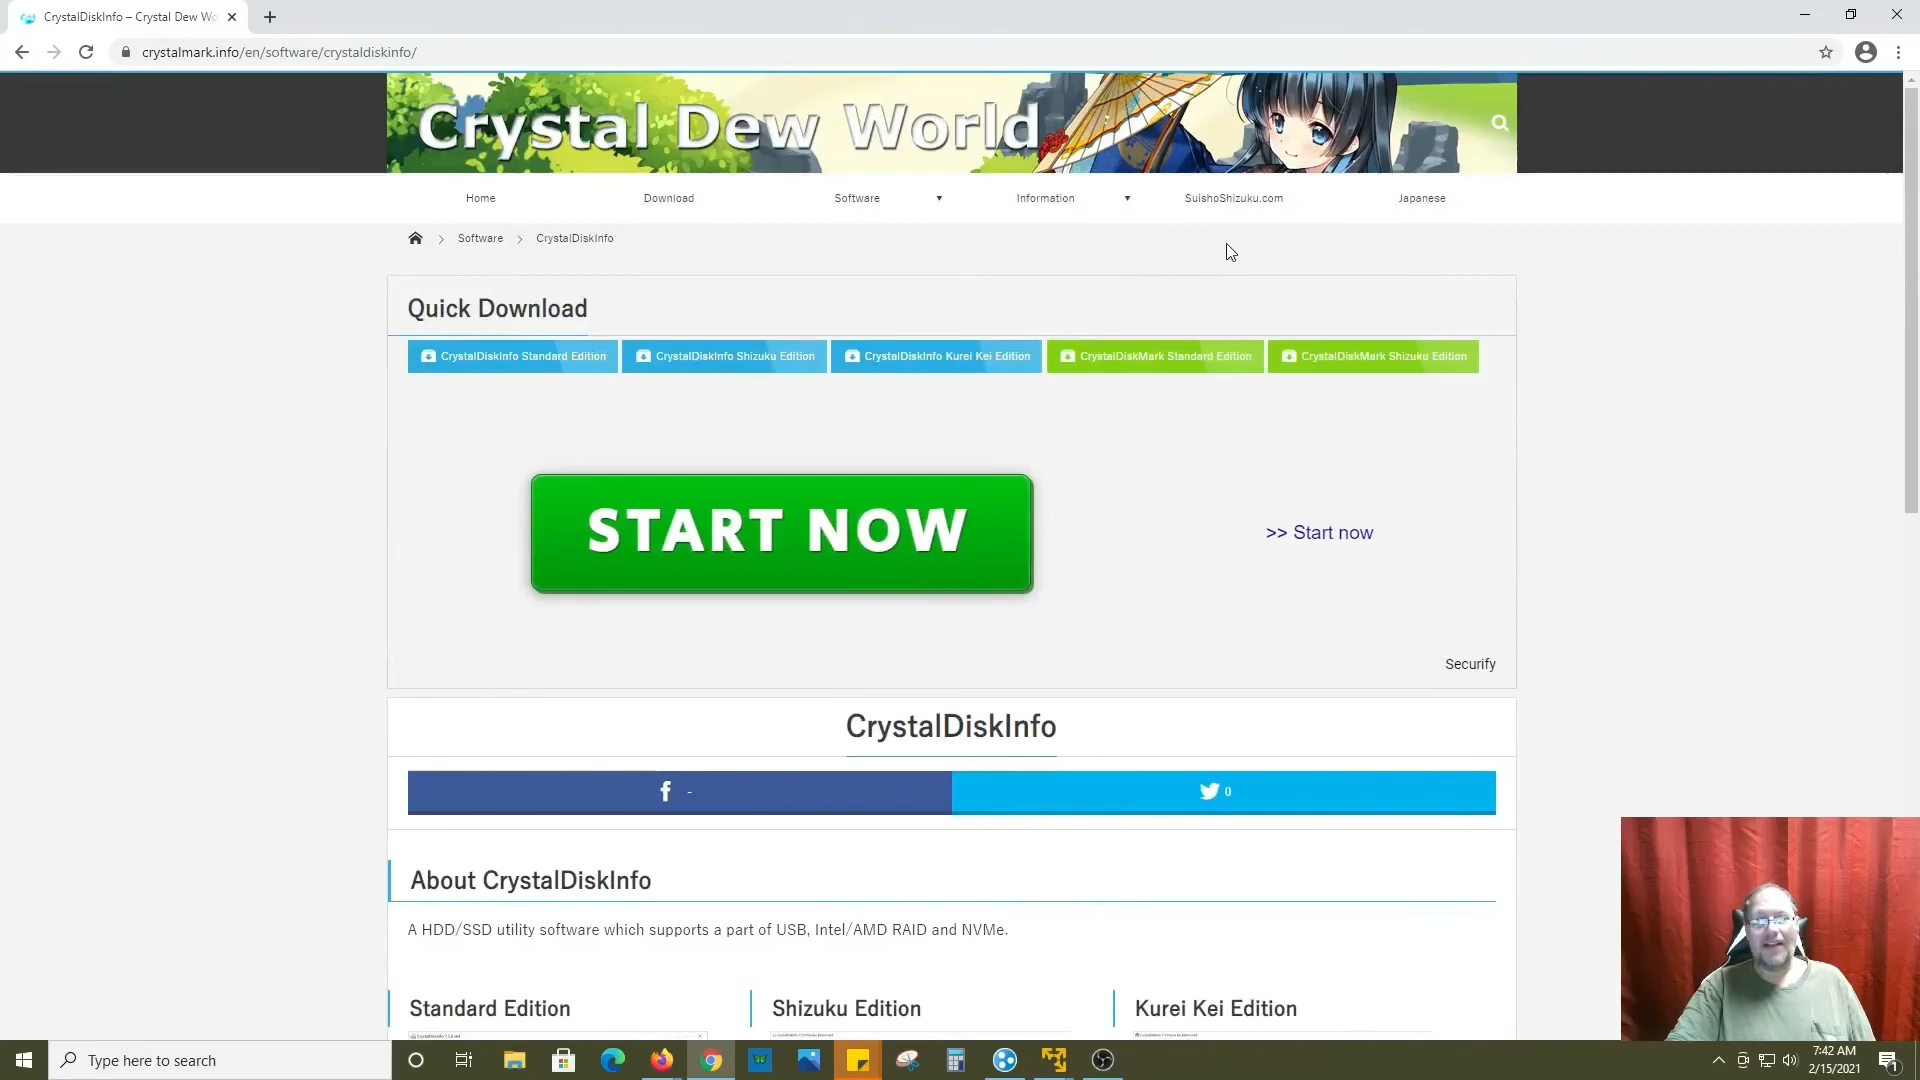 CrystalDiskInfo – Crystal Dew Wo
crystalmark.info/en/software/crystaldiskinfo/
Crystal Dew World
Home Download Software ▼ Information ▼ SuishoShizuku.com Japanese
Software CrystalDiskInfo
Quick Download
CrystalDiskInfo Standard Edition CrystalDiskInfo Shizuku Edition CrystalDiskInfo Kurei Kei Edition CrystalDiskMark Standard Edition CrystalDiskMark Shizuku Edition
START NOW
>> Start now
Securify
CrystalDiskInfo
f - 0
About CrystalDiskInfo
A HDD/SSD utility software which supports a part of USB, Intel/AMD RAID and NVMe.
Standard Edition Shizuku Edition Kurei Kei Edition
Type here to search
7:42 AM
2/15/2021
1